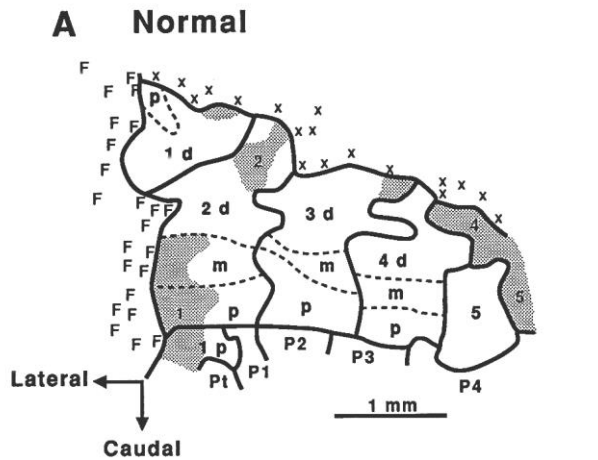 A Normal
F
F x x
F F p x x
F F x x x
F 1 d 2 x x
F x x x x
F F F F 2 d 3 d x x x
F x
F F 4 4 d
F F m m
F 1 p p m 5 5
F F p
F F 1 p P2 P3
Lateral Pt P1 P4
1 mm
Caudal